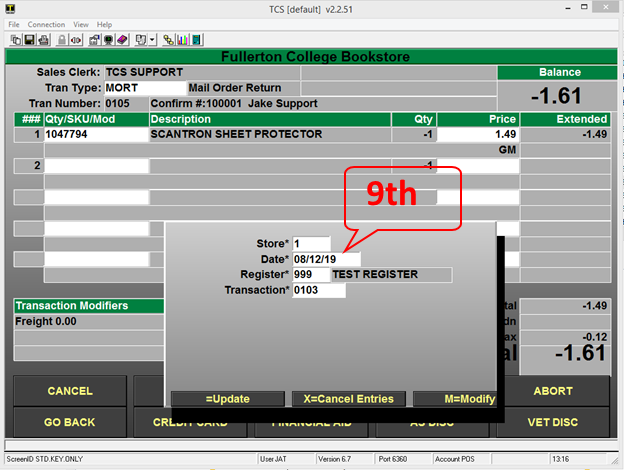 TCS [default] v2.2.51
File Connection View Help
Fullerton College Bookstore
Sales Clerk: TCS SUPPORT
Balance
Tran Type: MORT Mail Order Return
-1.61
Tran Number: 0105 Confirm #:100001 Jake Support
### Qty/SKU/Mod Description Qty Price Extended
1 1047794 SCANTRON SHEET PROTECTOR -1 1.49 -1.49
GM
2 -1
9th
Store* 1
Date* 08/12/19
Register* 999 TEST REGISTER
Transaction* 0103
=Update X=Cancel Entries M=Modify
Transaction Modifiers
Freight 0.00
-1.49
-0.12
-1.61
CANCEL ABORT
GO BACK CREDIT CARD FINANCIAL AID AS DISC VET DISC
ScreenID STD.KEY.ONLY User JAT Version 6.7 Port 6360 Account POS 13:16